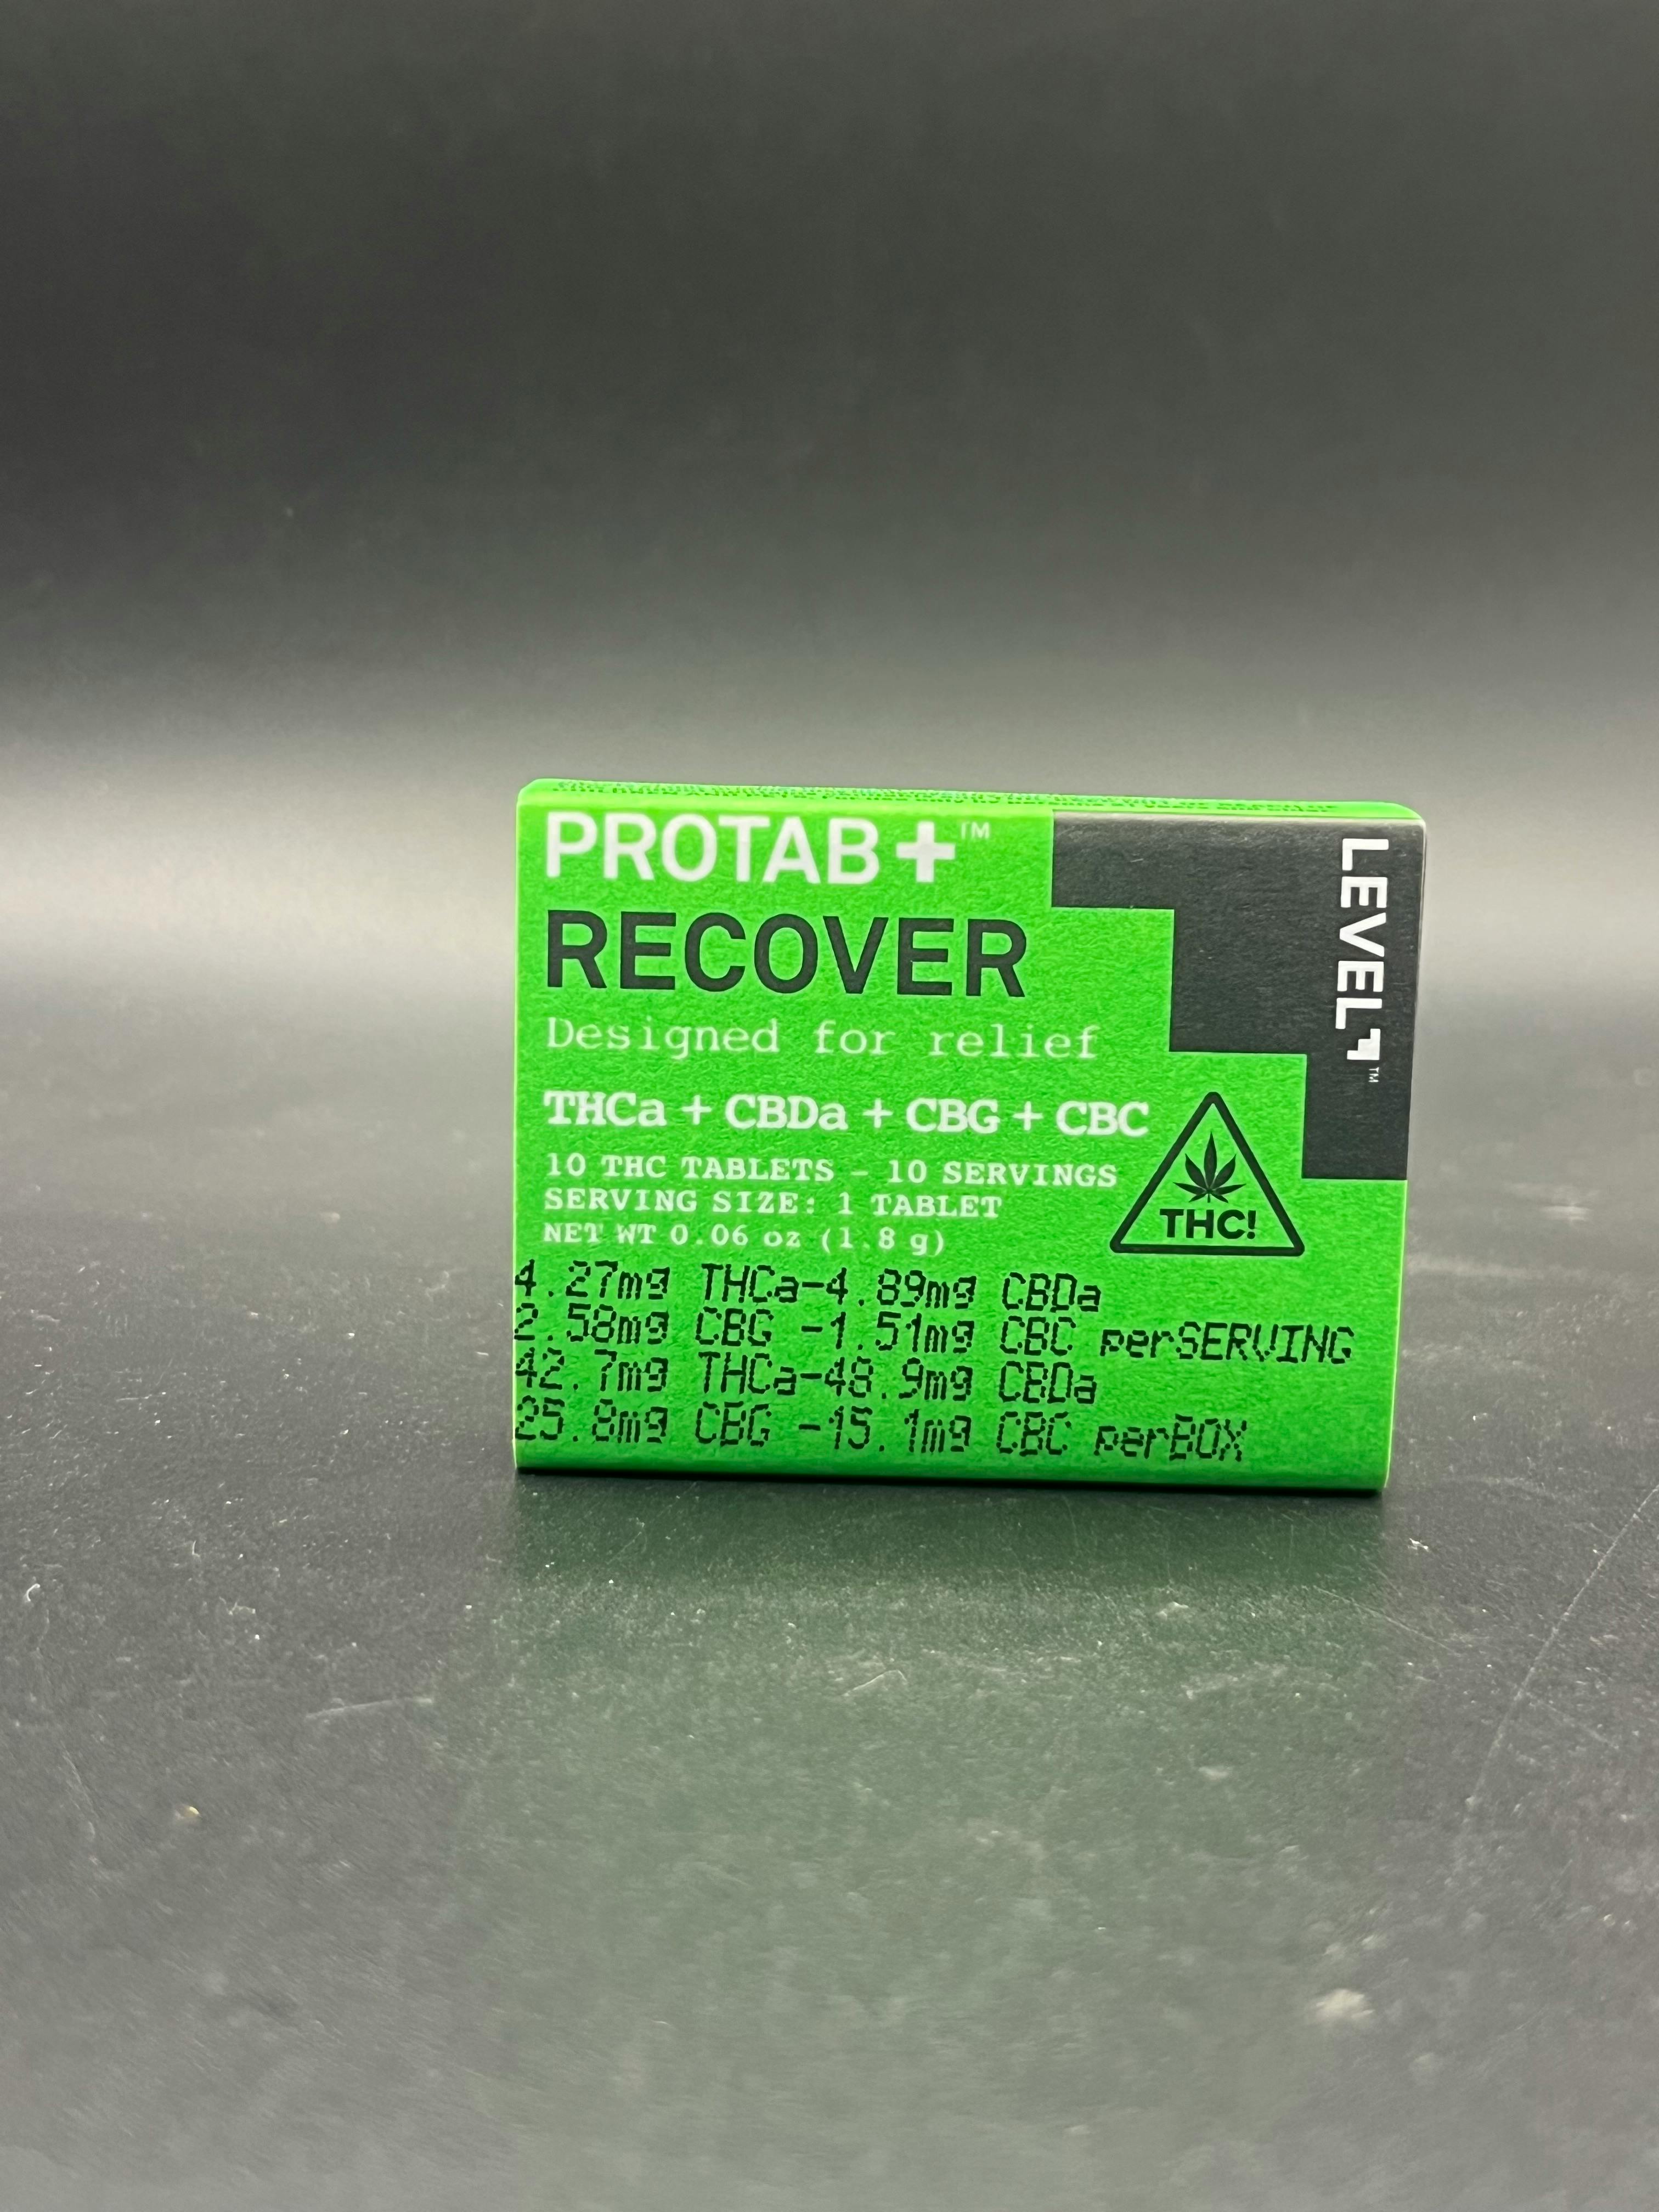 PROTAB+™
RECOVER
Designed for relief
THCa + CBDa + CBG + CBC
10 THC TABLETS – 10 SERVINGS
SERVING SIZE: 1 TABLET
NET WT 0.06 oz (1.8 g)
4.27mg THCa-4.89mg CBDa
2.58mg CBG -1.51mg CBC perSERVING
42.7mg THCa-48.9mg CBDa
25.8mg CBG -15.1mg CBC perBOX
LEVEL™
THC!